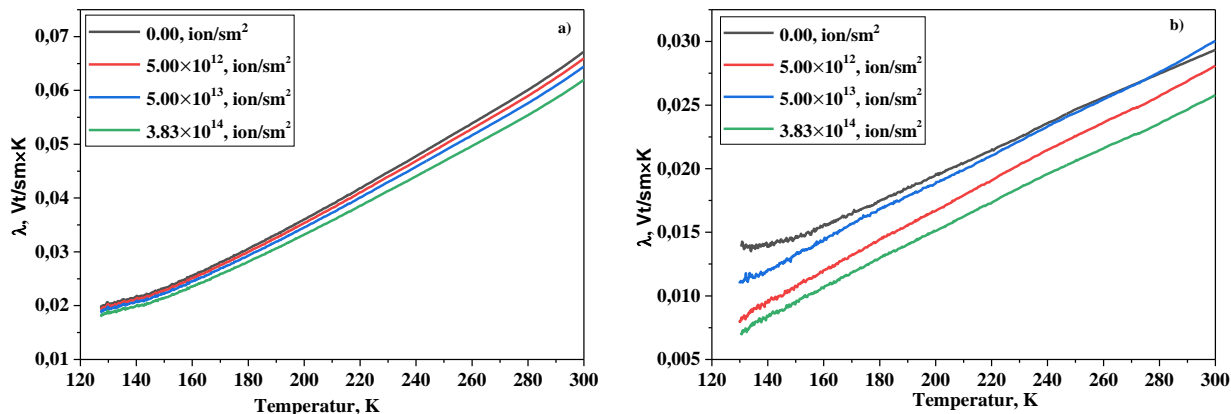 a)
0.00, ion/sm²
5.00×10¹², ion/sm²
5.00×10¹³, ion/sm²
3.83×10¹⁴, ion/sm²
0,07
0,06
0,05
0,04
0,03
0,02
0,01
λ, Vt/sm×K
120 140 160 180 200 220 240 260 280 300
Temperatur, K
b)
0.00, ion/sm²
5.00×10¹², ion/sm²
5.00×10¹³, ion/sm²
3.83×10¹⁴, ion/sm²
0,030
0,025
0,020
0,015
0,010
0,005
λ, Vt/sm×K
120 140 160 180 200 220 240 260 280 300
Temperatur, K